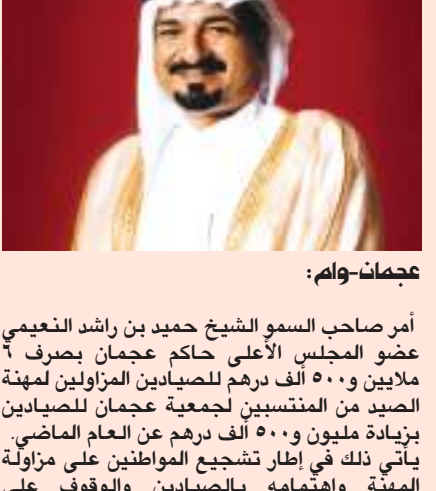 عجمان-وام:
أمر صاحب السمو الشيخ حميد بن راشد النعيمي
عضو المجلس الأعلى حاكم عجمان بصرف ٦
ملايين و٥٠٠ ألف درهم للصيادين المزاولين لمهنة
الصيد من المنتسبين لجمعية عجمان للصيادين
بزيادة مليون و٥٠٠ ألف درهم عن العام الماضي.
يأتي ذلك في إطار تشجيع المواطنين على مزاولة
المهنة واهتمامه بالصيادين والوقوف على